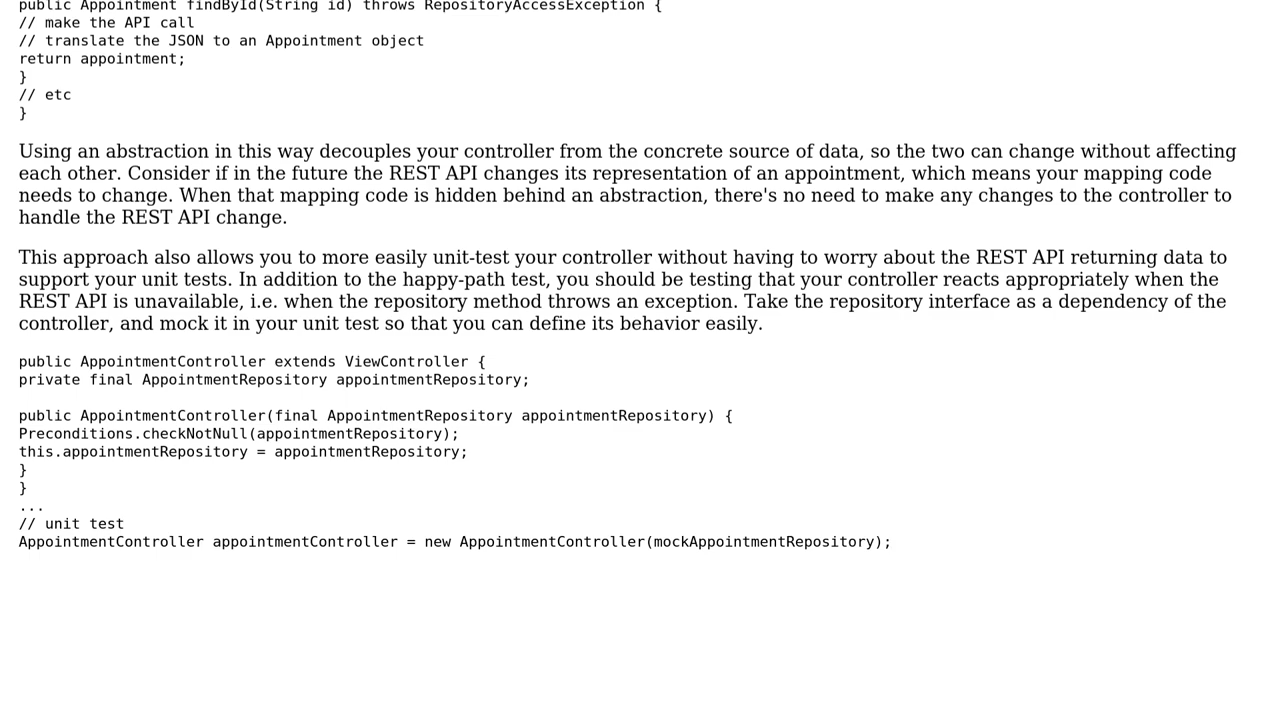 public Appointment findById(String id) throws RepositoryAccessException {
// make the API call
// translate the JSON to an Appointment object
return appointment;
}
// etc
}
Using an abstraction in this way decouples your controller from the concrete source of data, so the two can change without affecting
each other. Consider if in the future the REST API changes its representation of an appointment, which means your mapping code
needs to change. When that mapping code is hidden behind an abstraction, there's no need to make any changes to the controller to
handle the REST API change.
This approach also allows you to more easily unit-test your controller without having to worry about the REST API returning data to
support your unit tests. In addition to the happy-path test, you should be testing that your controller reacts appropriately when the
REST API is unavailable, i.e. when the repository method throws an exception. Take the repository interface as a dependency of the
controller, and mock it in your unit test so that you can define its behavior easily.
public AppointmentController extends ViewController {
private final AppointmentRepository appointmentRepository;
public AppointmentController(final AppointmentRepository appointmentRepository) {
Preconditions.checkNotNull(appointmentRepository);
this.appointmentRepository = appointmentRepository;
}
}
...
// unit test
AppointmentController appointmentController = new AppointmentController(mockAppointmentRepository);